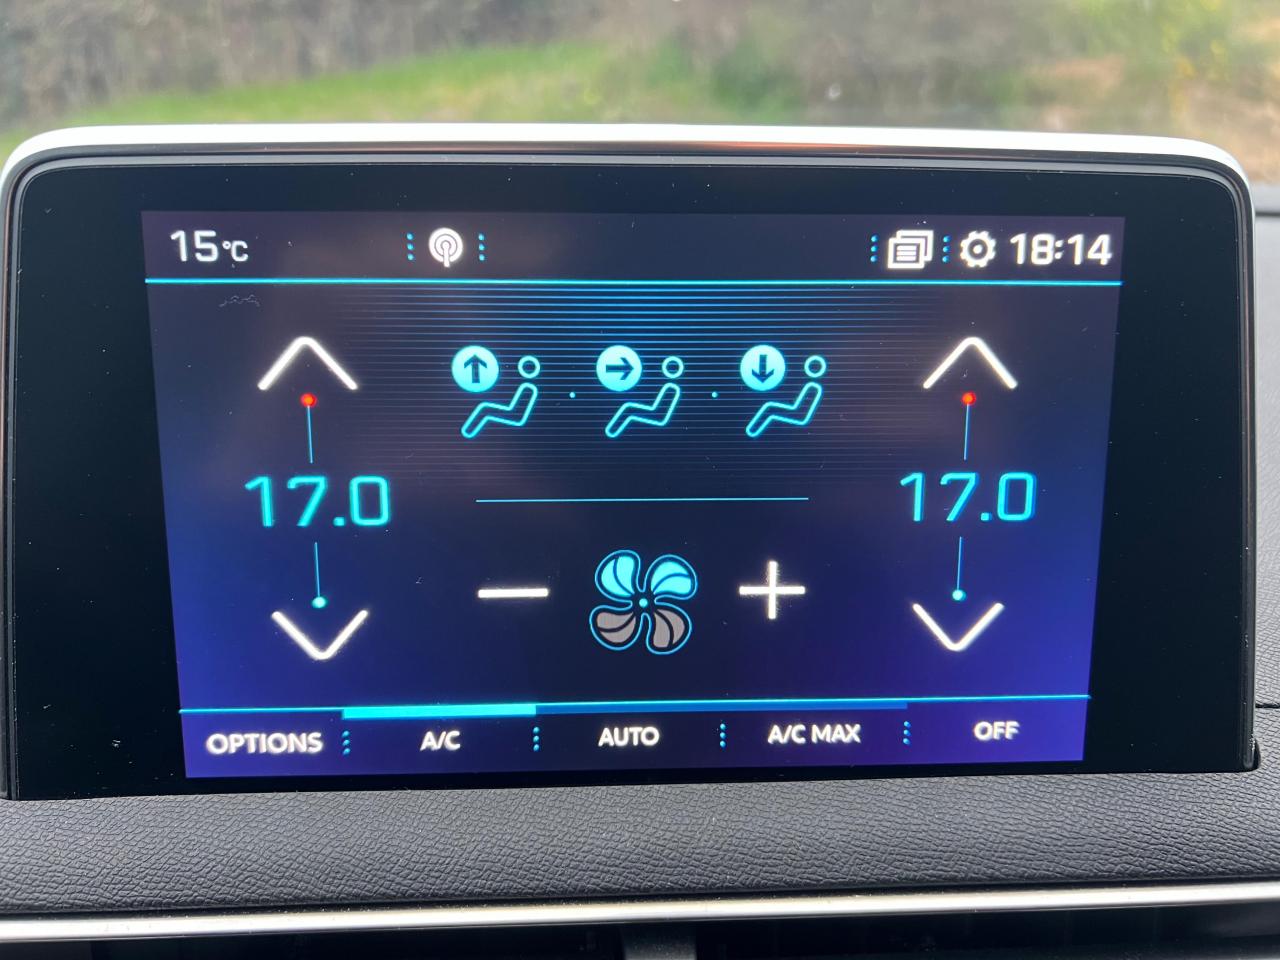 15°C
18:14
17.0
17.0
OPTIONS
A/C
AUTO
A/C MAX
OFF